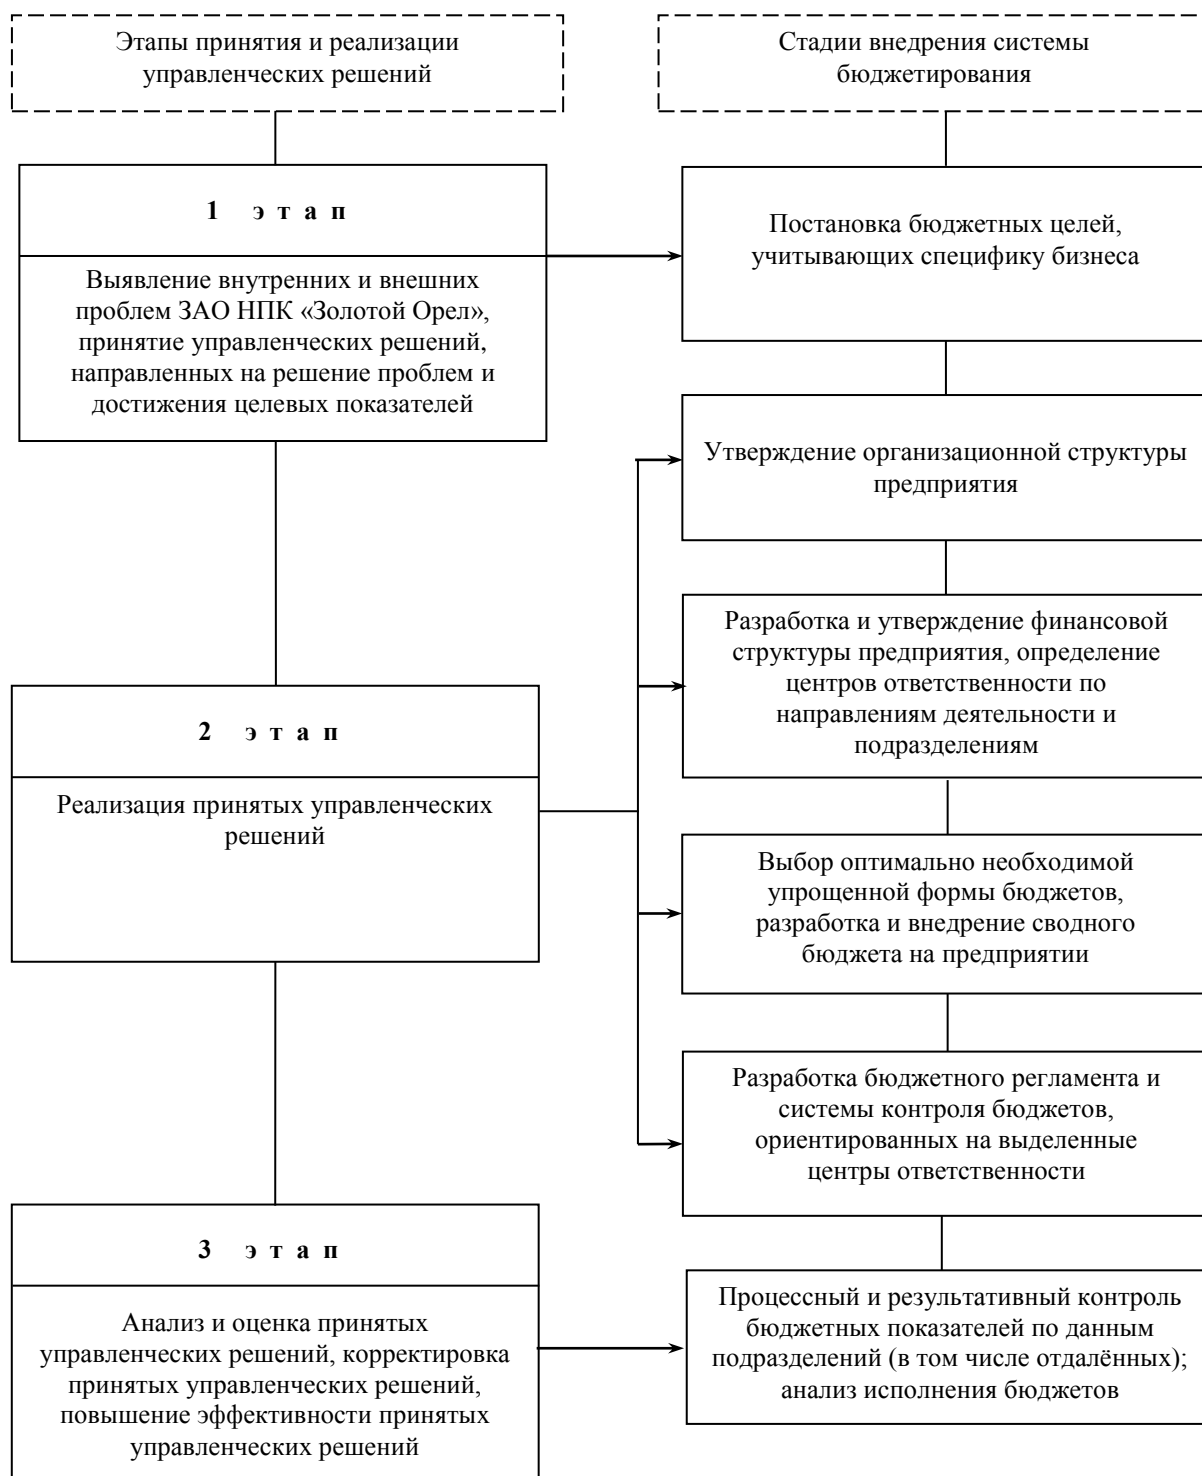 Этапы принятия и реализации
управленческих решений
Стадии внедрения системы
бюджетирования
1 этап
Выявление внутренних и внешних
проблем ЗАО НПК «Золотой Орел»,
принятие управленческих решений,
направленных на решение проблем и
достижения целевых показателей
Постановка бюджетных целей,
учитывающих специфику бизнеса
Утверждение организационной структуры
предприятия
Разработка и утверждение финансовой
структуры предприятия, определение
центров ответственности по
направлениям деятельности и
подразделениям
2 этап
Реализация принятых управленческих
решений
Выбор оптимально необходимой
упрощенной формы бюджетов,
разработка и внедрение сводного
бюджета на предприятии
Разработка бюджетного регламента и
системы контроля бюджетов,
ориентированных на выделенные
центры ответственности
3 этап
Анализ и оценка принятых
управленческих решений, корректировка
принятых управленческих решений,
повышение эффективности принятых
управленческих решений
Процессный и результативный контроль
бюджетных показателей по данным
подразделений (в том числе отдалённых);
анализ исполнения бюджетов